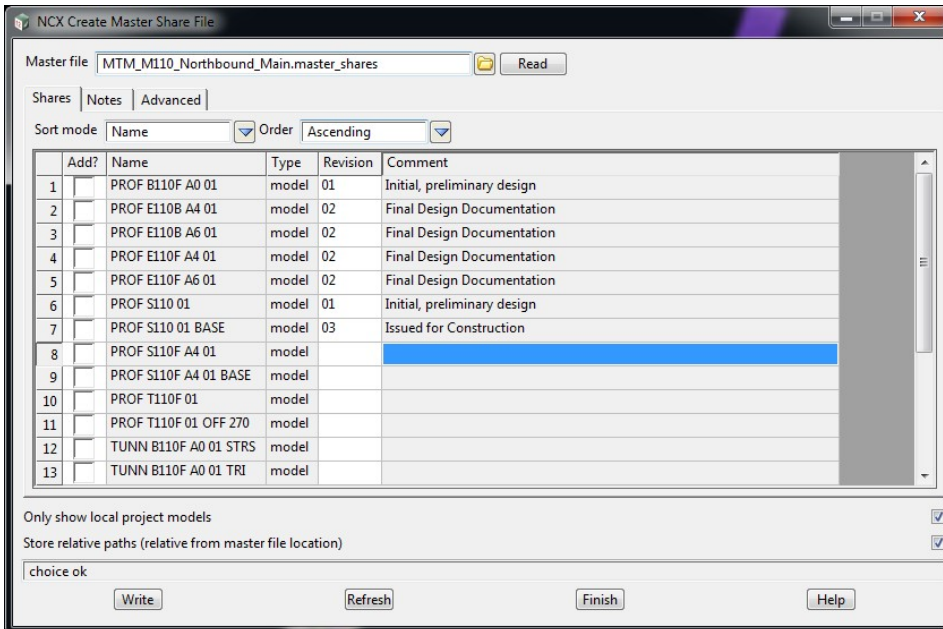 NCX Create Master Share File
Master file MTM_M110_Northbound_Main.master_shares Read
Shares Notes Advanced
Sort mode Name Order Ascending
Add? Name Type Revision Comment
1 PROF B110F A0 01 model 01 Initial, preliminary design
2 PROF E110B A4 01 model 02 Final Design Documentation
3 PROF E110B A6 01 model 02 Final Design Documentation
4 PROF E110F A4 01 model 02 Final Design Documentation
5 PROF E110F A6 01 model 02 Final Design Documentation
6 PROF S110 01 model 01 Initial, preliminary design
7 PROF S110 01 BASE model 03 Issued for Construction
8 PROF S110F A4 01 model
9 PROF S110F A4 01 BASE model
10 PROF T110F 01 model
11 PROF T110F 01 OFF 270 model
12 TUNN B110F A0 01 STRS model
13 TUNN B110F A0 01 TRI model
Only show local project models
Store relative paths (relative from master file location)
choice ok
Write Refresh Finish Help